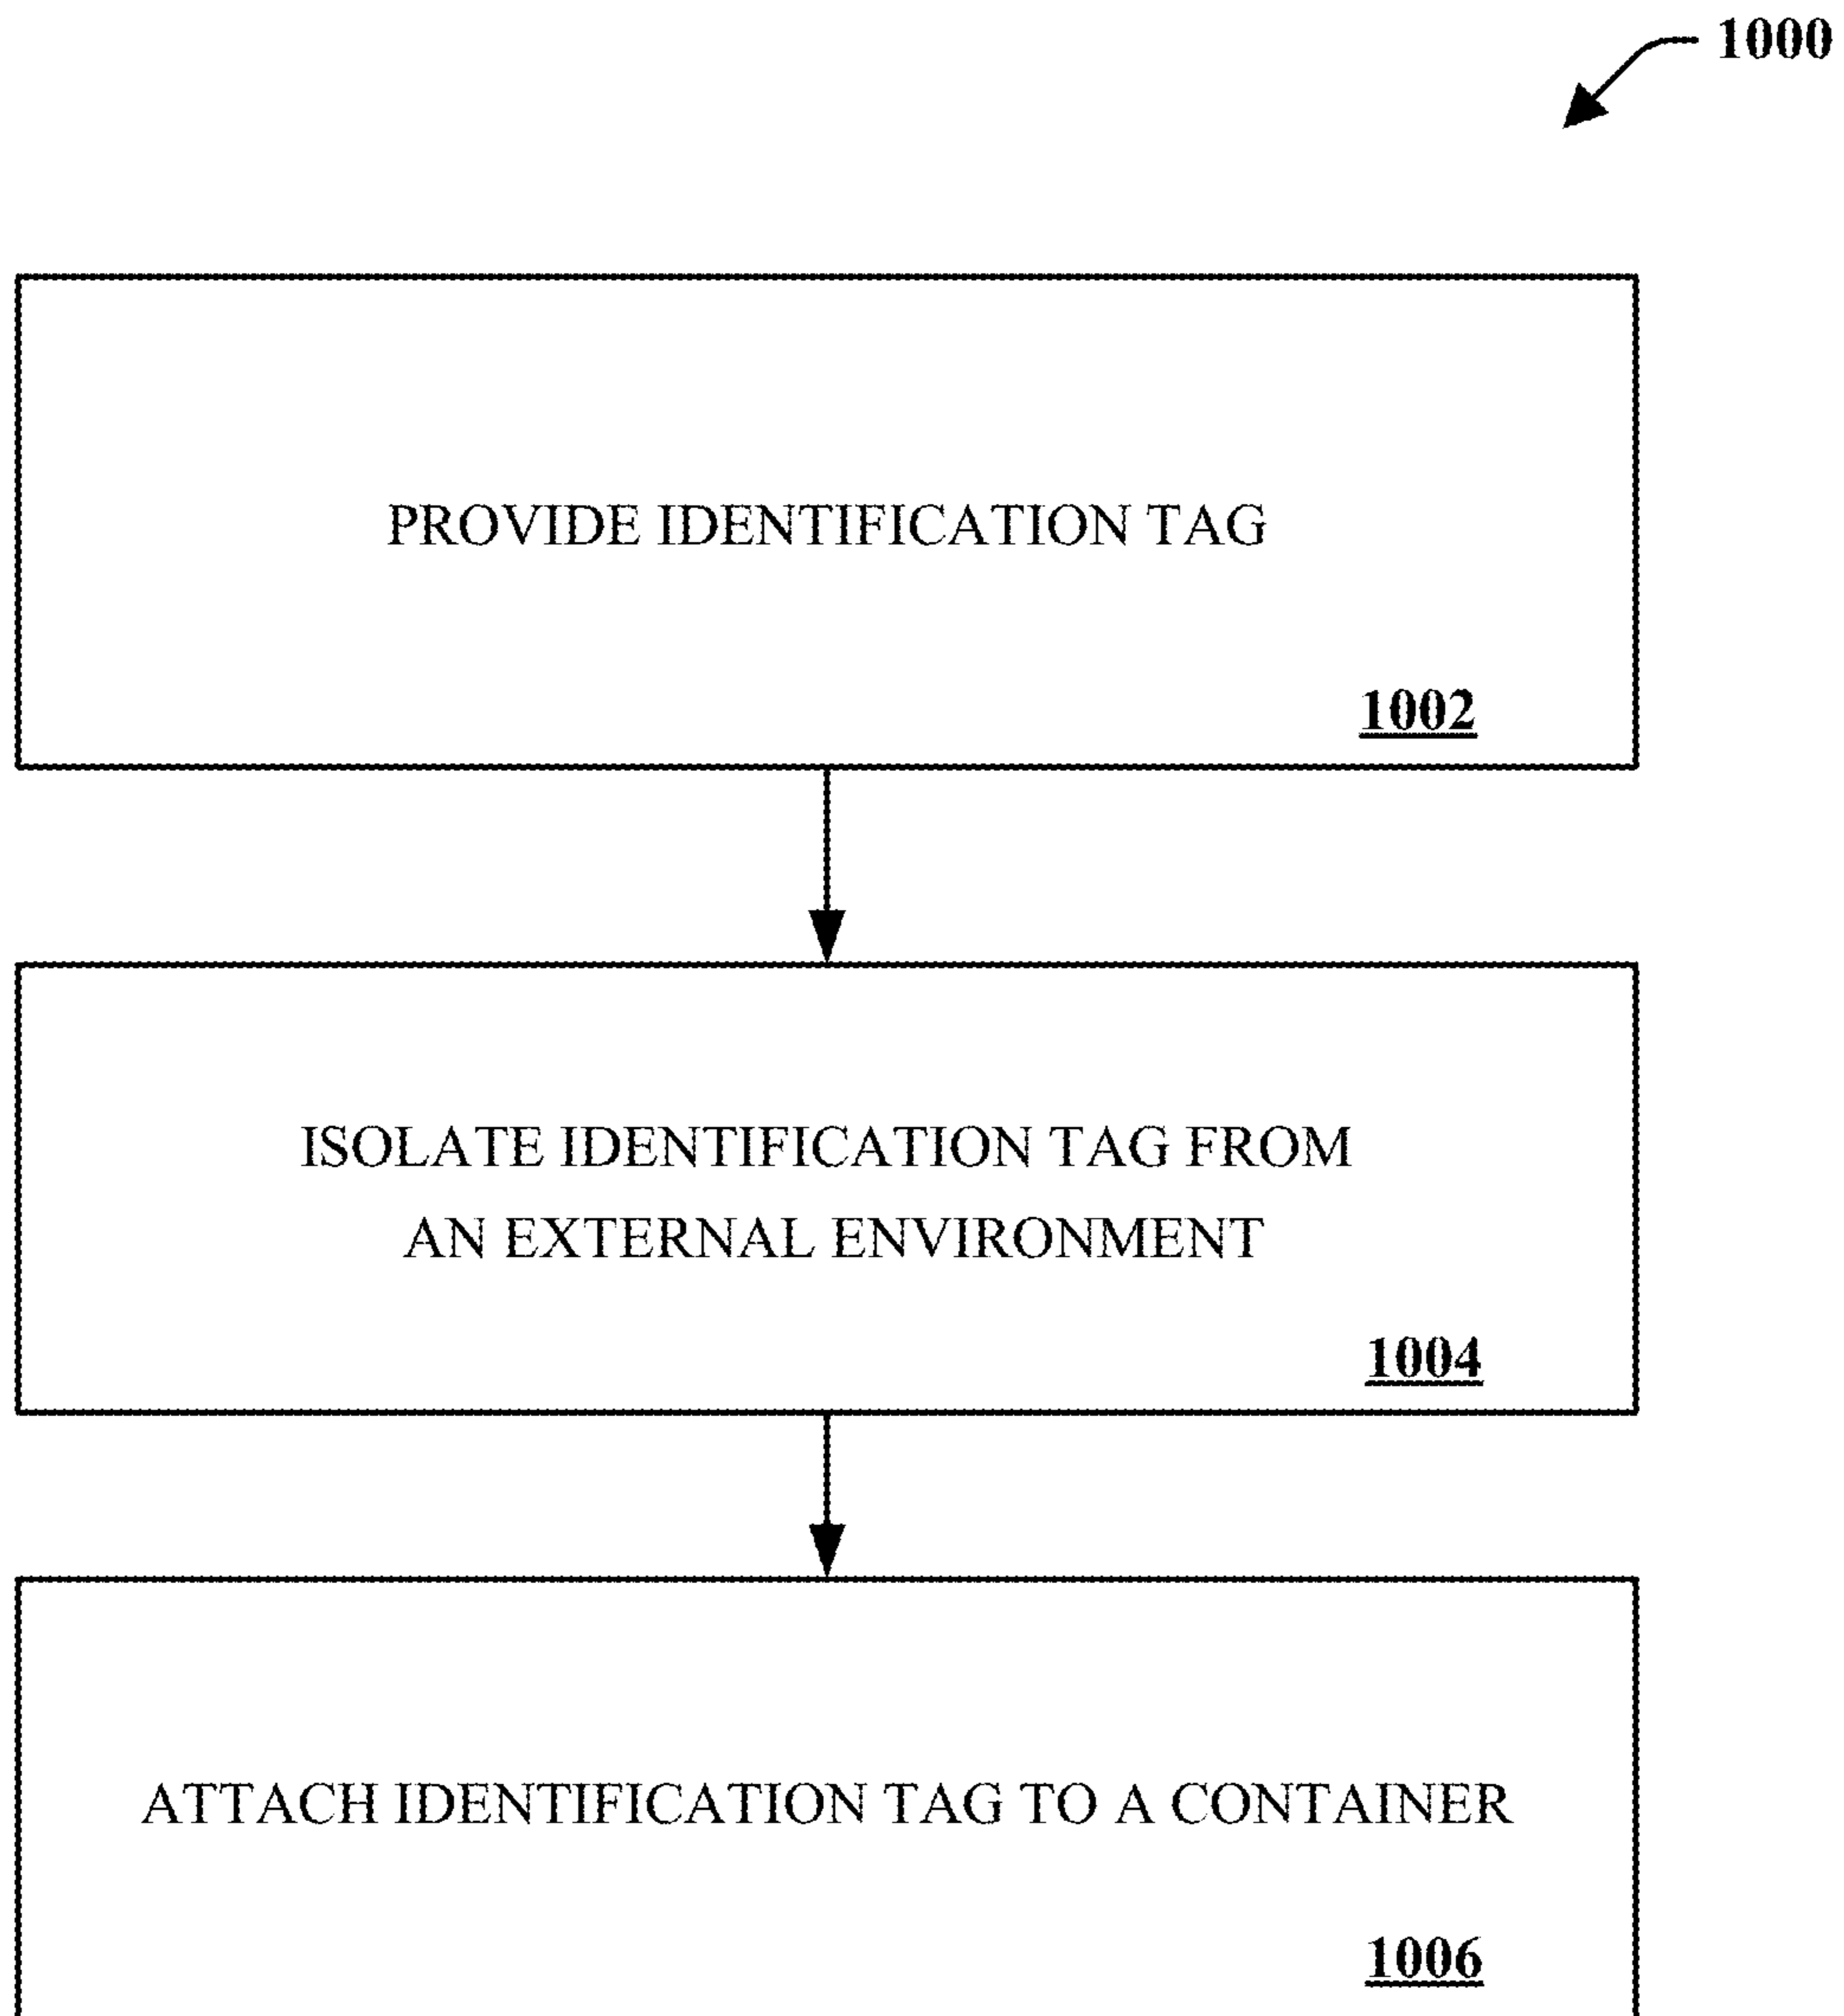 1000
PROVIDE IDENTIFICATION TAG
1002
ISOLATE IDENTIFICATION TAG FROM
AN EXTERNAL ENVIRONMENT
1004
ATTACH IDENTIFICATION TAG TO A CONTAINER
1006